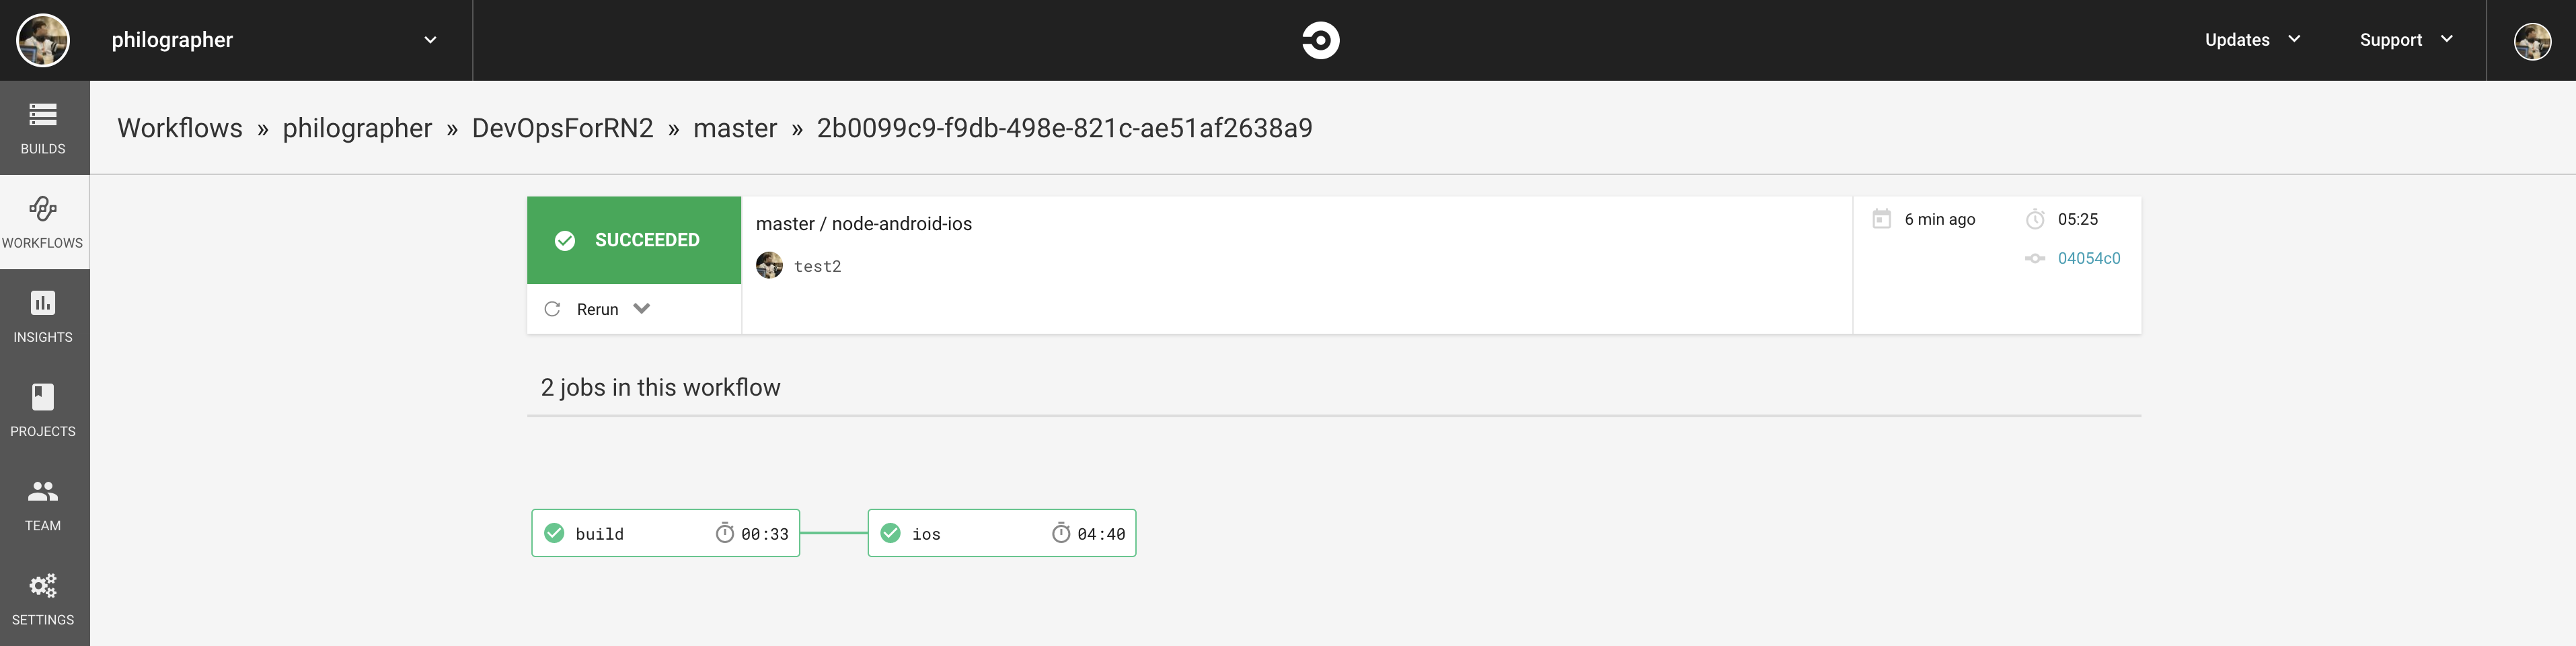 philographer
Updates
Support
BUILDS
WORKFLOWS
INSIGHTS
PROJECTS
TEAM
SETTINGS
Workflows » philographer » DevOpsForRN2 » master » 2b0099c9-f9db-498e-821c-ae51af2638a9
SUCCEEDED
Rerun
master / node-android-ios
test2
6 min ago
05:25
04054c0
2 jobs in this workflow
build 00:33
ios 04:40